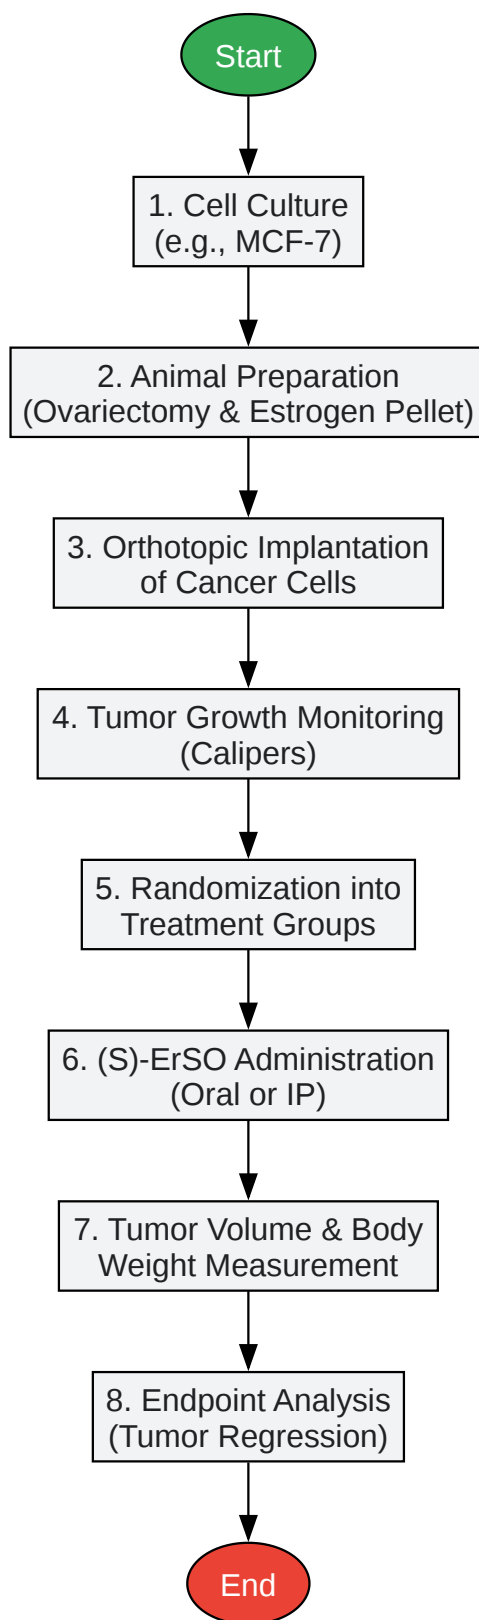 Start
1. Cell Culture
(e.g., MCF-7)
2. Animal Preparation
(Ovariectomy & Estrogen Pellet)
3. Orthotopic Implantation
of Cancer Cells
4. Tumor Growth Monitoring
(Calipers)
5. Randomization into
Treatment Groups
6. (S)-ErSO Administration
(Oral or IP)
7. Tumor Volume & Body
Weight Measurement
8. Endpoint Analysis
(Tumor Regression)
End